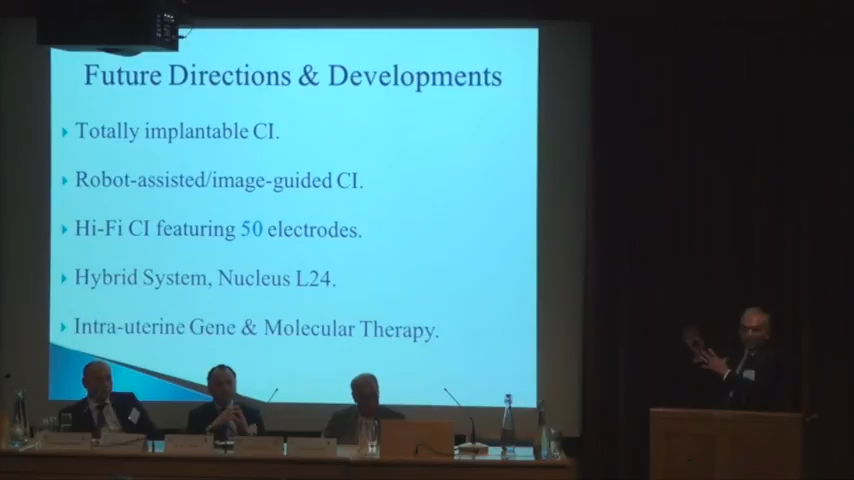 Future Directions & Developments
Totally implantable CI.
Robot-assisted/image-guided CI.
Hi-Fi CI featuring 50 electrodes.
Hybrid System, Nucleus L24.
Intra-uterine Gene & Molecular Therapy.